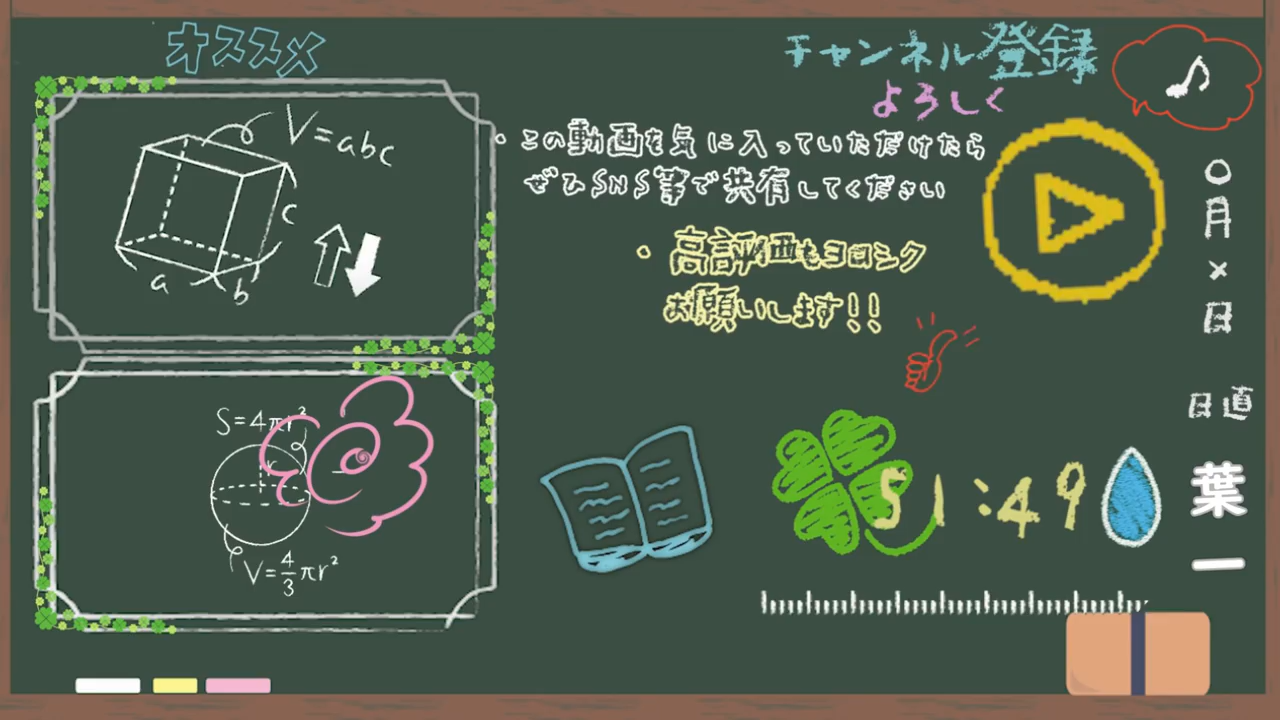 オススメ
V=abc
c
a
b
S=4πr²
r
V=4/3πr²
チャンネル登録
よろしく
・この動画を気に入っていただけたら
ぜひSNS等で共有してください
・高評価もヨロシク
お願いします!!
51:49
〇月×日
日直
葉一